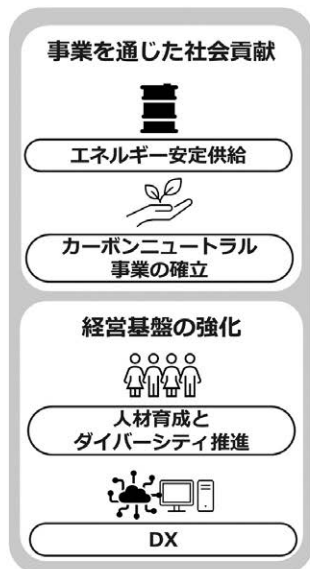 事業を通じた社会貢献
エネルギー安定供給
カーボンニュートラル
事業の確立
経営基盤の強化
人材育成と
ダイバーシティ推進
DX